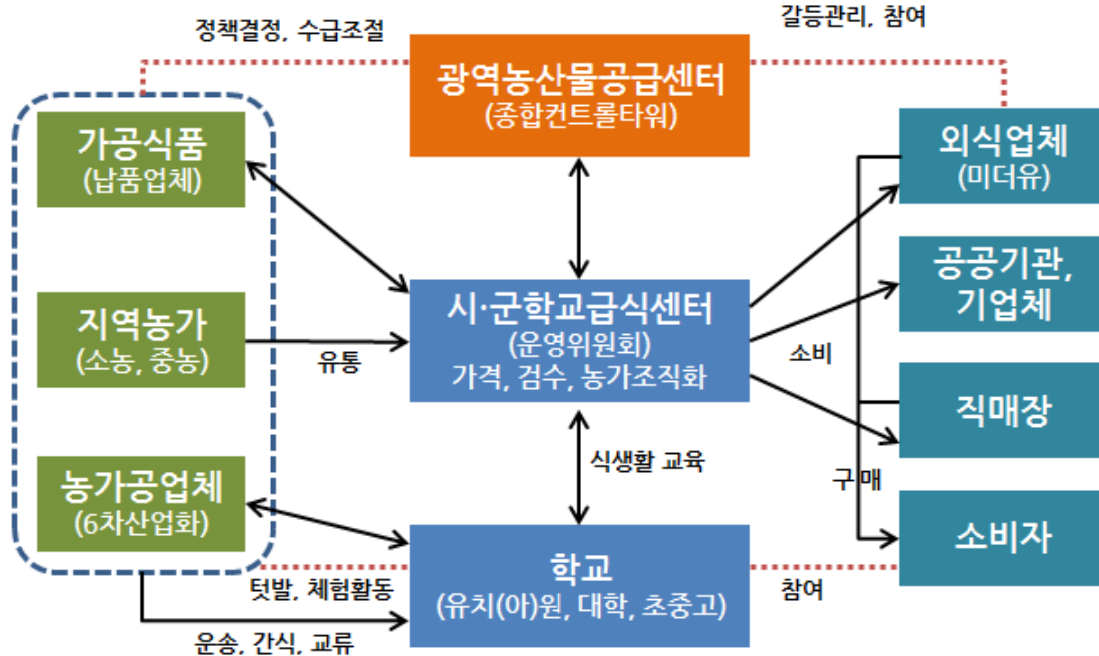 정책결정, 수급조절
갈등관리, 참여
광역농산물공급센터
(종합컨트롤타워)
가공식품
(납품업체)
외식업체
(미더유)
공공기관,
기업체
시·군학교급식센터
(운영위원회)
가격, 검수, 농가조직화
지역농가
(소농, 중농)
유통
소비
직매장
식생활 교육
구매
농가공업체
(6차산업화)
소비자
학교
(유치(아)원, 대학, 초중고)
텃발, 체험활동
참여
운송, 간식, 교류